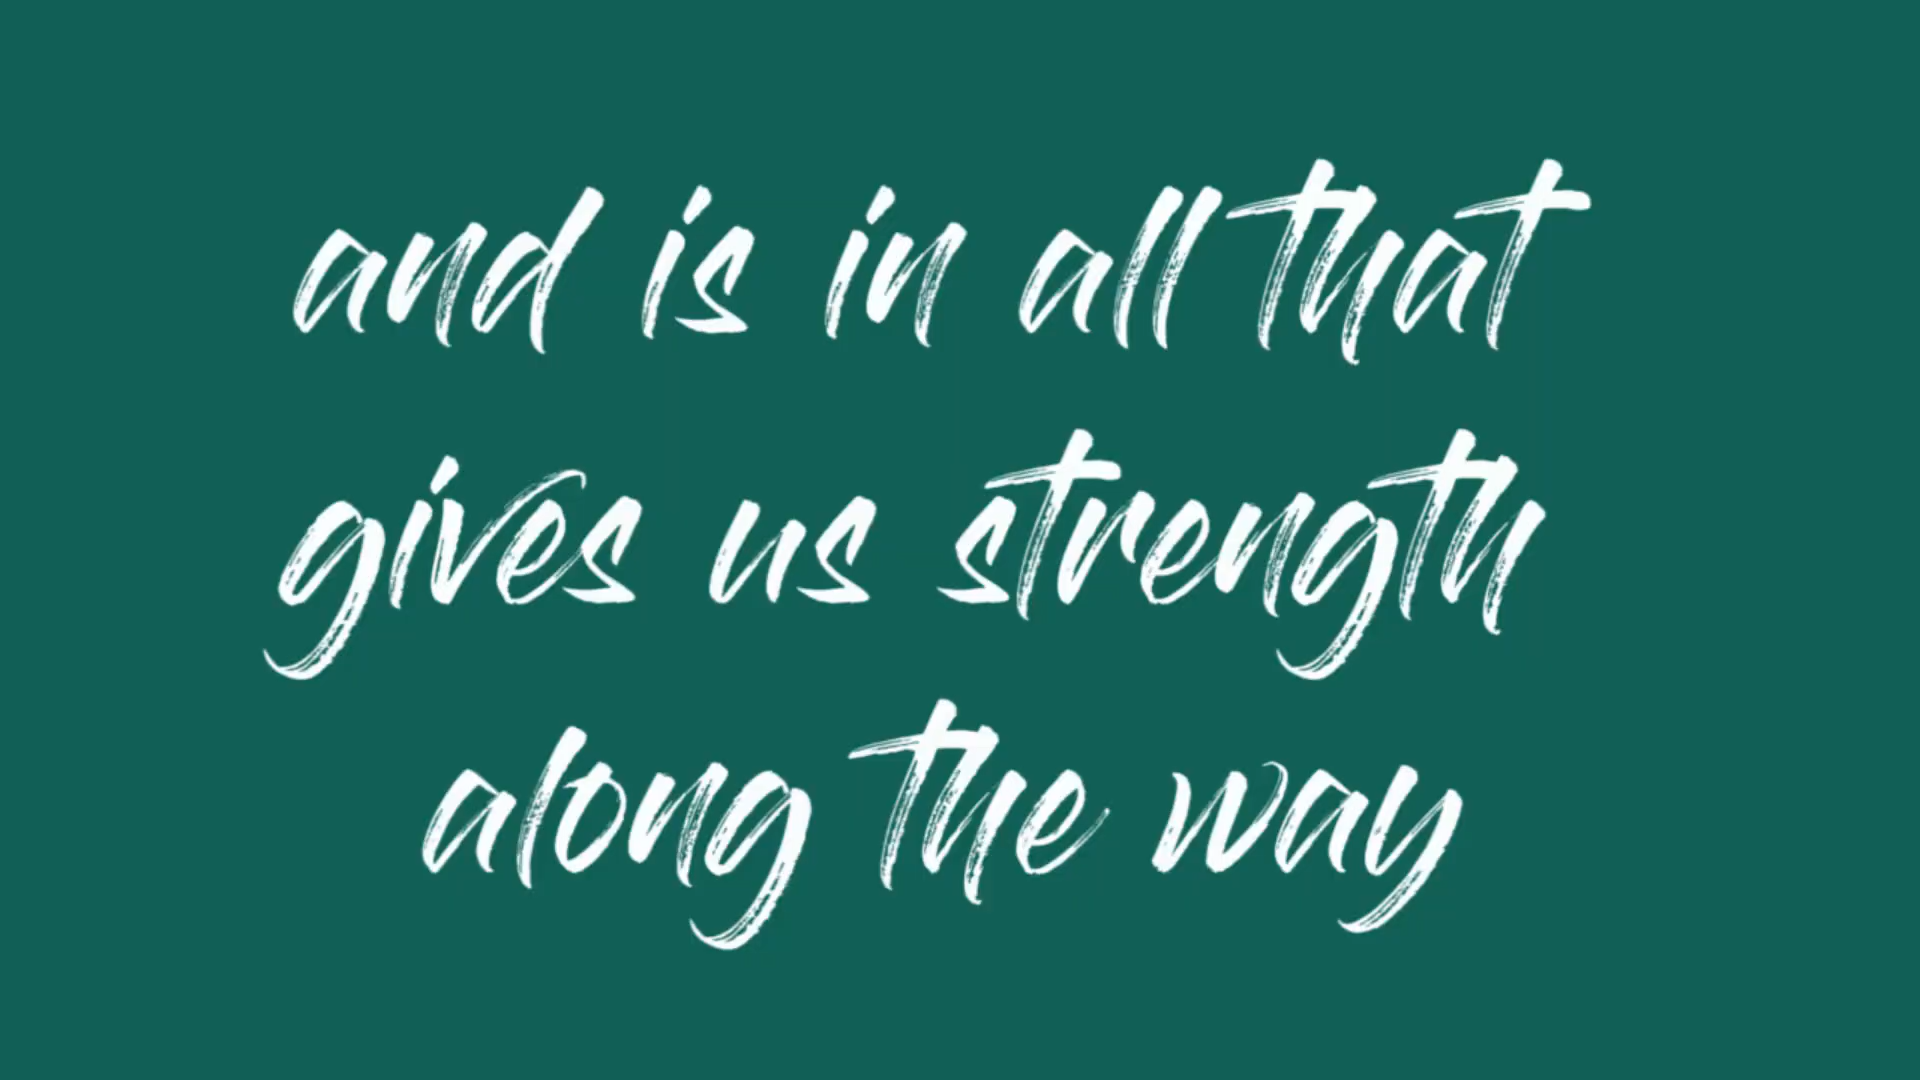 and is in all that
gives us strength
along the way